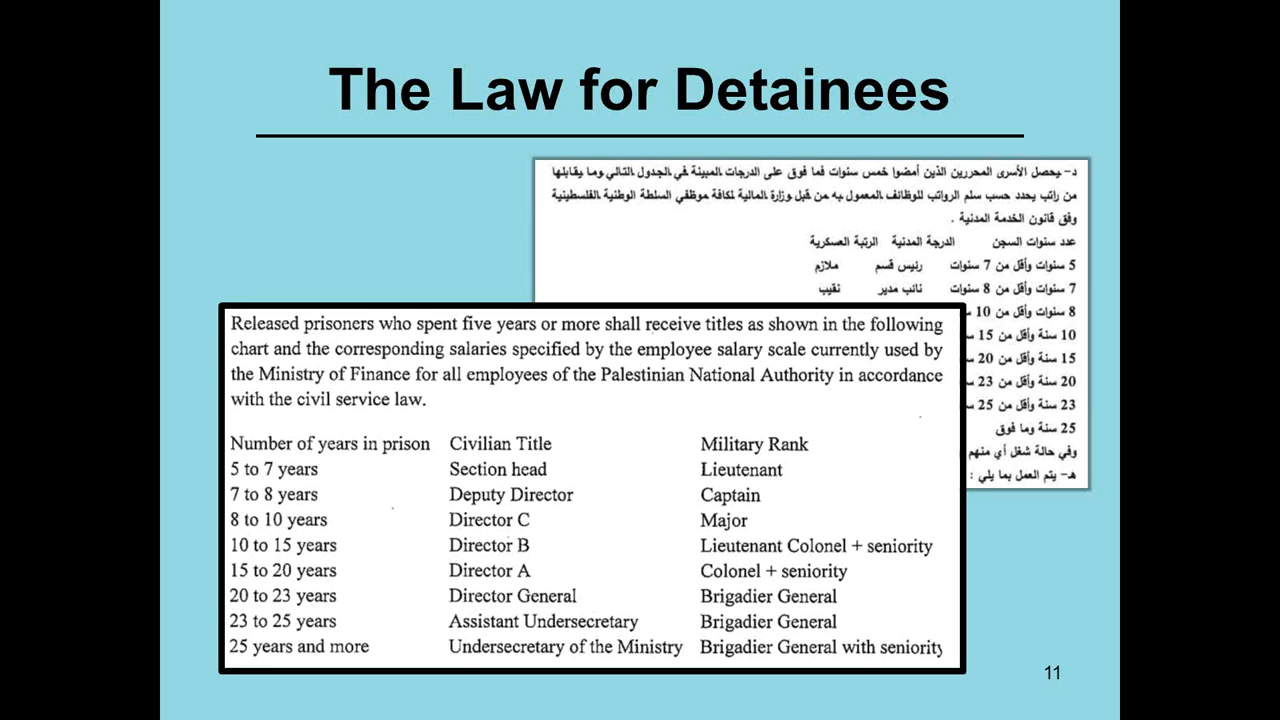 The Law for Detainees
د- يحصل الأسرى المحررين الذين أمضوا خمس سنوات فما فوق على الدرجات المبينة في الجدول التالي وما يقابلها
من راتب يحدد حسب سلم الرواتب للوظائف المعمول به من قبل وزارة المالية لكافة موظفي السلطة الوطنية الفلسطينية
وفق قانون الخدمة المدنية .
عدد سنوات السجن الدرجة المدنية الرتبة العسكرية
5 سنوات وأقل من 7 سنوات رئيس قسم ملازم
7 سنوات وأقل من 8 سنوات نائب مدير نقيب
8 سنوات وأقل من 10
10 سنة وأقل من 15
15 سنة وأقل من 20
20 سنة وأقل من 23
23 سنة وأقل من 25
25 سنة وما فوق
وفي حالة شغل أي منهم
هـ- يتم العمل بما يلي :
Released prisoners who spent five years or more shall receive titles as shown in the following
chart and the corresponding salaries specified by the employee salary scale currently used by
the Ministry of Finance for all employees of the Palestinian National Authority in accordance
with the civil service law.
Number of years in prison Civilian Title Military Rank
5 to 7 years Section head Lieutenant
7 to 8 years Deputy Director Captain
8 to 10 years Director C Major
10 to 15 years Director B Lieutenant Colonel + seniority
15 to 20 years Director A Colonel + seniority
20 to 23 years Director General Brigadier General
23 to 25 years Assistant Undersecretary Brigadier General
25 years and more Undersecretary of the Ministry Brigadier General with seniority
11